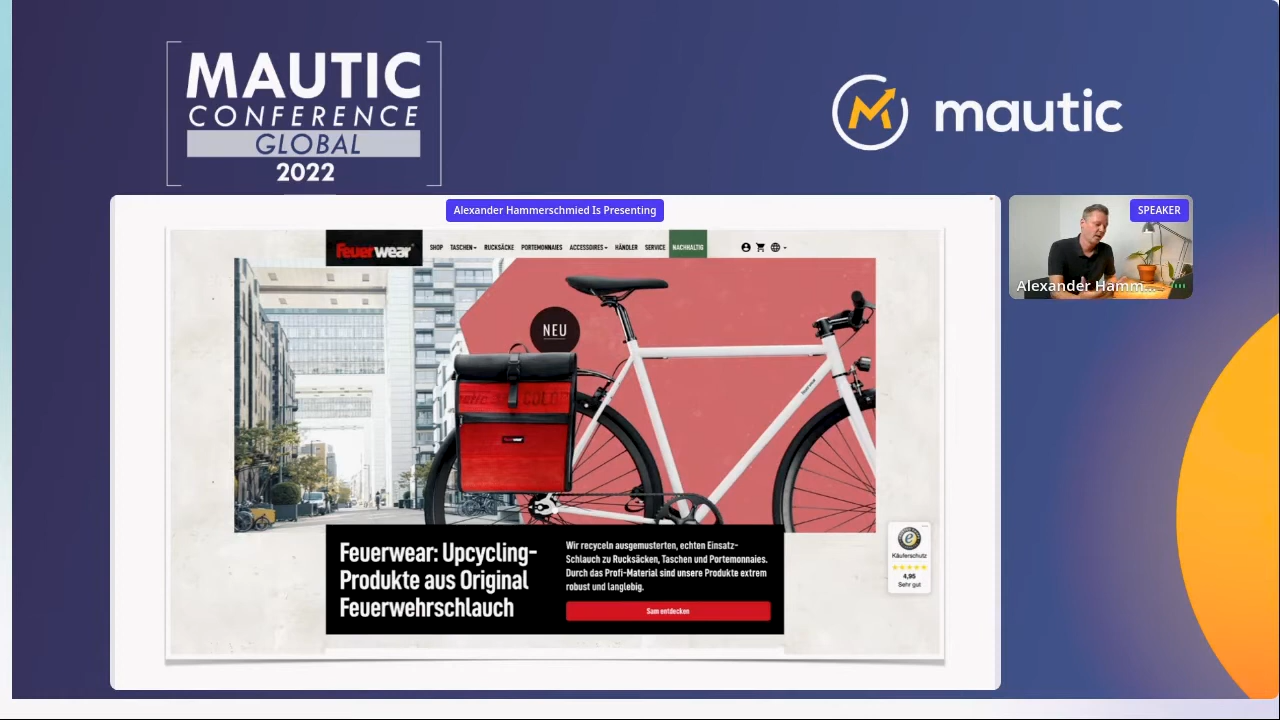 MAUTIC
CONFERENCE
GLOBAL
2022
mautic
Alexander Hammerschmied Is Presenting
SPEAKER
Alexander Hamm...
Feuerwear
SHOP TASCHEN RUCKSÄCKE PORTEMONNAIES ACCESSOIRES HÄNDLER SERVICE NACHHALTIG
NEU
Feuerwear: Upcycling-
Produkte aus Original
Feuerwehrschlauch
Wir recyceln ausgemusterten, echten Einsatz-
Schlauch zu Rucksäcken, Taschen und Portemonnaies.
Durch das Profi-Material sind unsere Produkte extrem
robust und langlebig.
Sam entdecken
Käuferschutz
4,95
Sehr gut